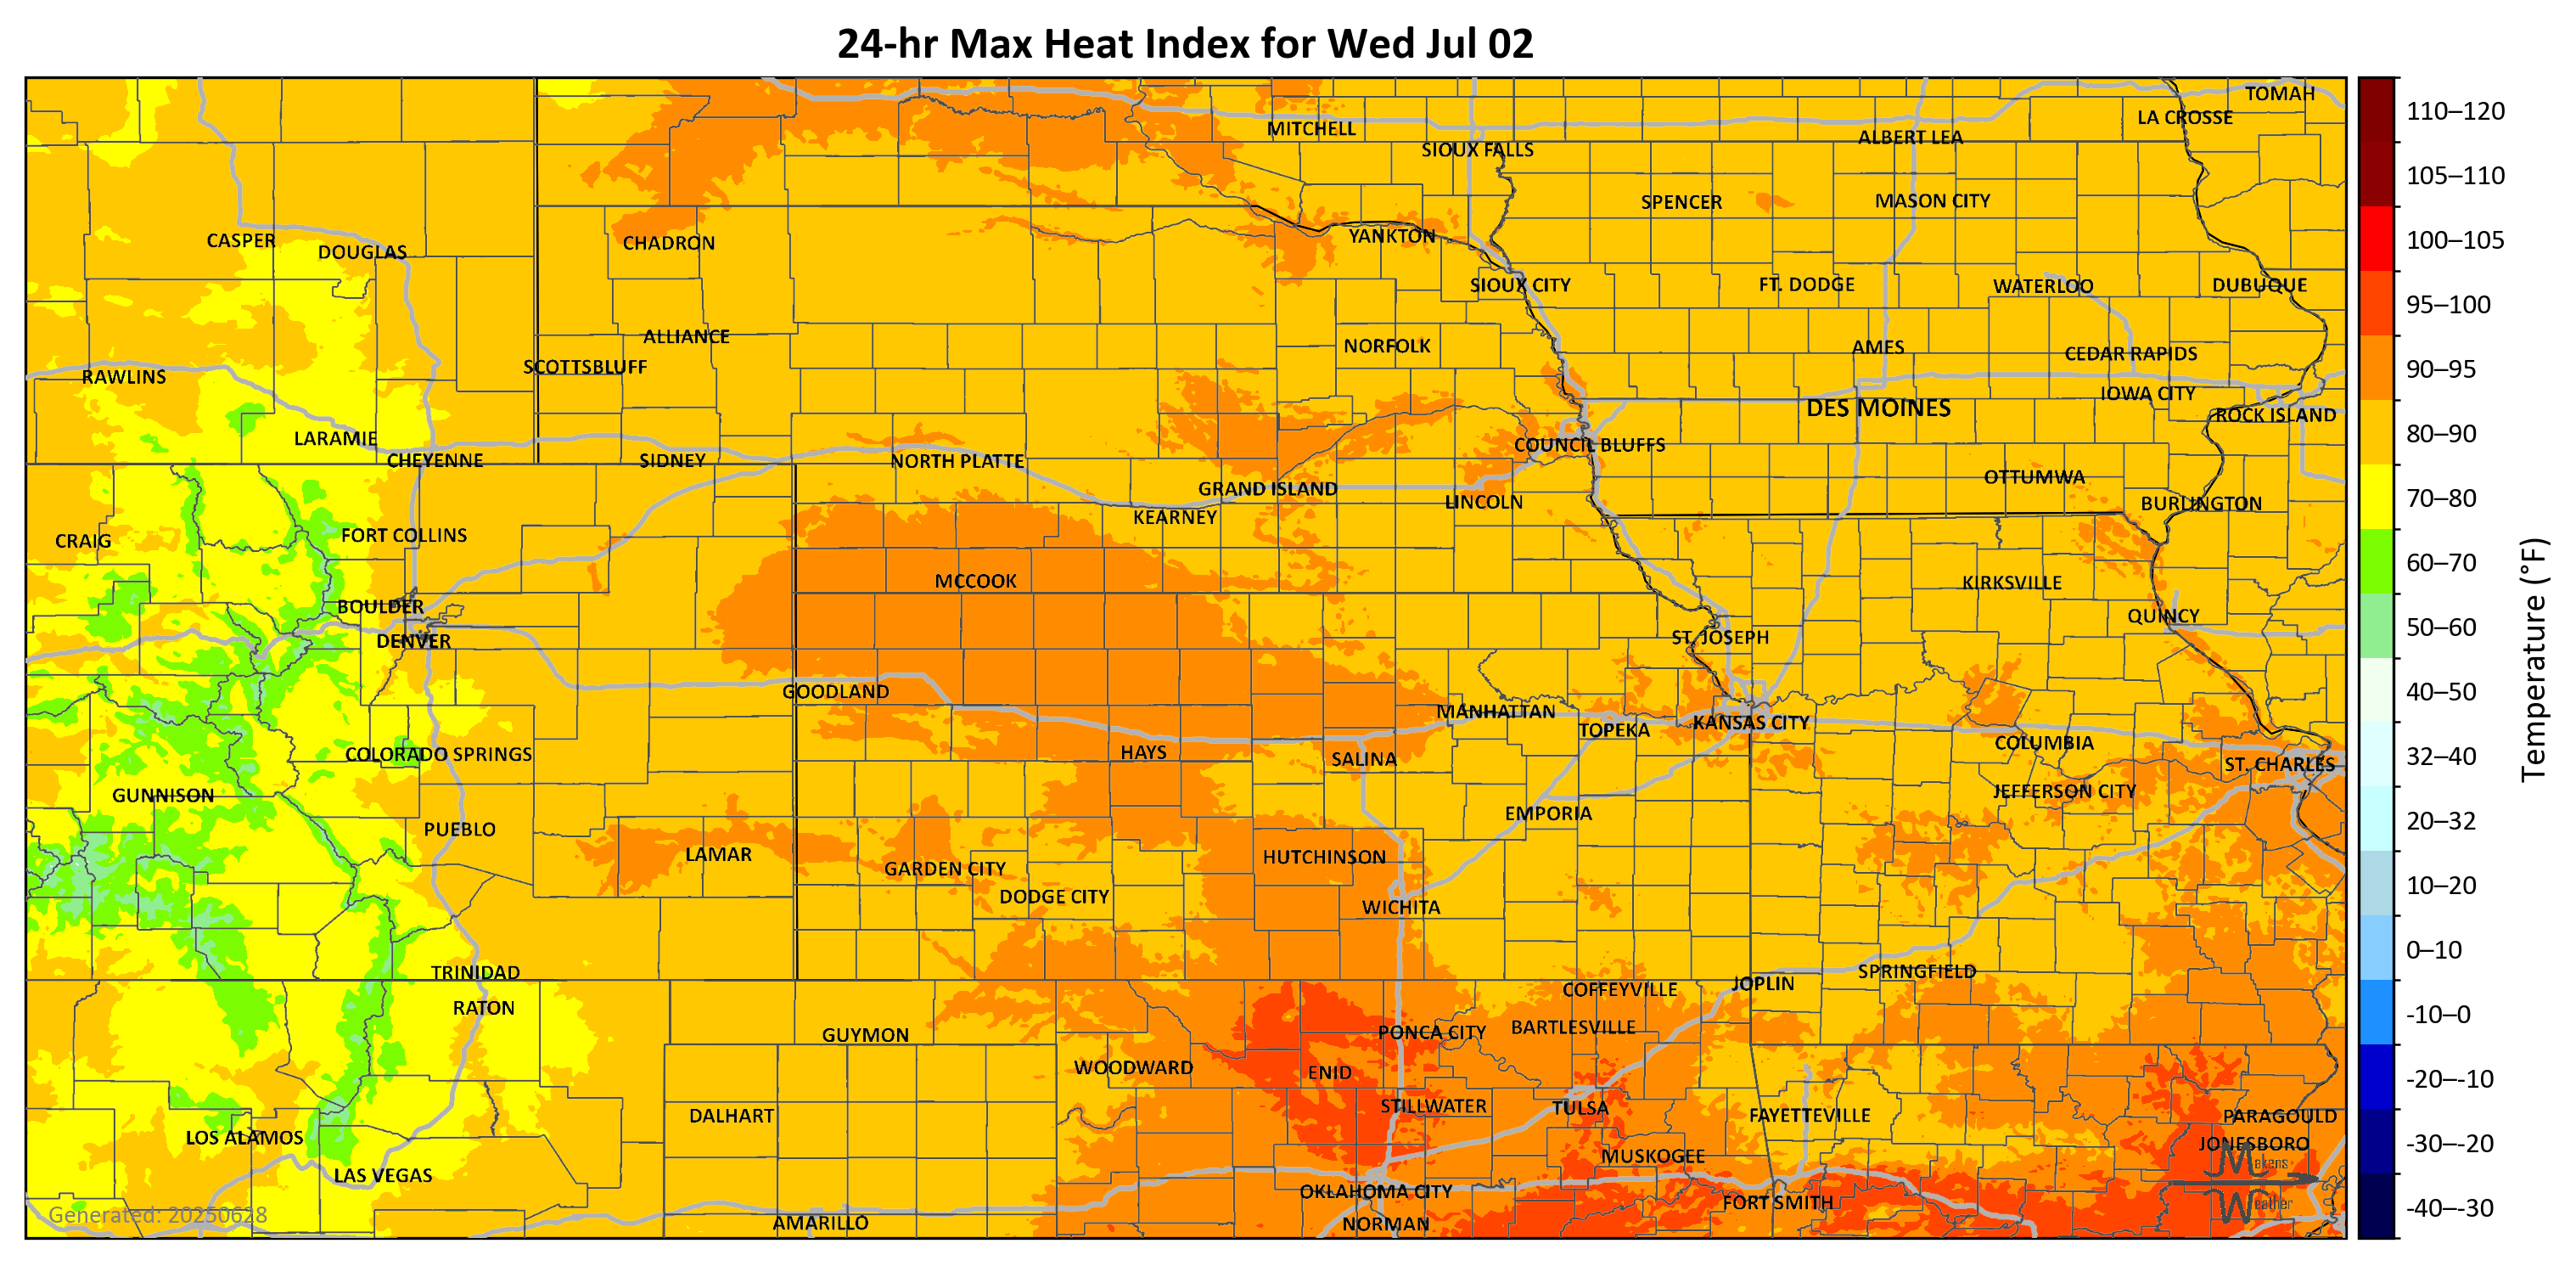 24-hr Max Heat Index for Wed Jul 02
TOMAH
LA CROSSE
MITCHELL
ALBERT LEA
SIOUX FALLS
SPENCER
MASON CITY
CASPER
DOUGLAS
CHADRON
YANKTON
SIOUX CITY
FT. DODGE
WATERLOO
DUBUQUE
ALLIANCE
NORFOLK
AMES
CEDAR RAPIDS
SCOTTSBLUFF
RAWLINS
IOWA CITY
DES MOINES
ROCK ISLAND
LARAMIE
COUNCIL BLUFFS
CHEYENNE
SIDNEY
NORTH PLATTE
OTTUMWA
GRAND ISLAND
LINCOLN
BURLINGTON
KEARNEY
FORT COLLINS
CRAIG
MCCOOK
KIRKSVILLE
BOULDER
QUINCY
DENVER
ST. JOSEPH
GOODLAND
MANHATTAN
KANSAS CITY
TOPEKA
COLUMBIA
COLORADO SPRINGS
HAYS
SALINA
ST. CHARLES
GUNNISON
JEFFERSON CITY
EMPORIA
PUEBLO
LAMAR
HUTCHINSON
GARDEN CITY
DODGE CITY
WICHITA
TRINIDAD
SPRINGFIELD
JOPLIN
COFFEYVILLE
RATON
BARTLESVILLE
PONCA CITY
GUYMON
WOODWARD
ENID
STILLWATER
TULSA
DALHART
FAYETTEVILLE
PARAGOULD
LOS ALAMOS
JONESBORO
MUSKOGEE
Makens
LAS VEGAS
OKLAHOMA CITY
FORT SMITH
Weather
Generated: 20250628
AMARILLO
NORMAN
110–120
105–110
100–105
95–100
90–95
80–90
70–80
60–70
50–60
40–50
32–40
20–32
10–20
0–10
-10–0
-20–-10
-30–-20
-40–-30
Temperature (°F)